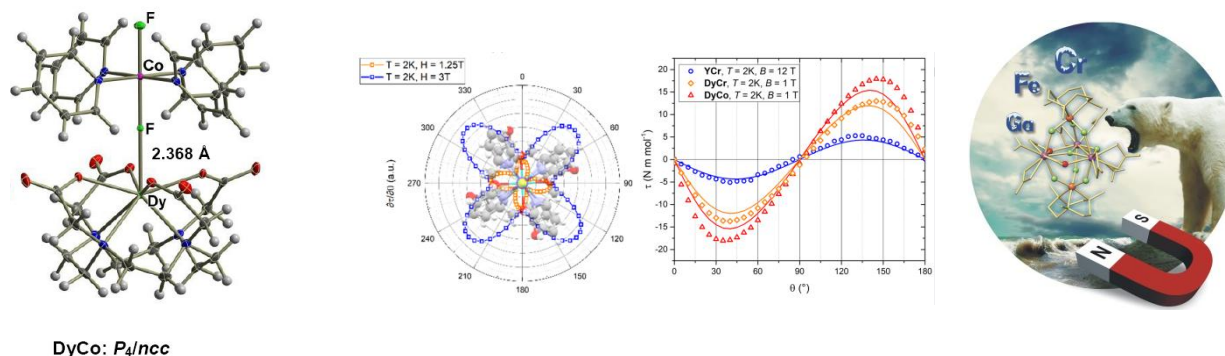 F
Co
F
2.368 Å
Dy
DyCo: P₄/ncc
T = 2K, H = 1.25T
T = 2K, H = 3T
∂τ/∂θ (a.u.)
0
30
60
90
120
150
180
210
240
270
300
330
YCr, T = 2K, B = 12 T
DyCr, T = 2K, B = 1 T
DyCo, T = 2K, B = 1 T
τ (N m mol⁻¹)
20
15
10
5
0
-5
-10
-15
-20
0 30 60 90 120 150 180
θ (°)
Cr
Fe
Ga
S
N